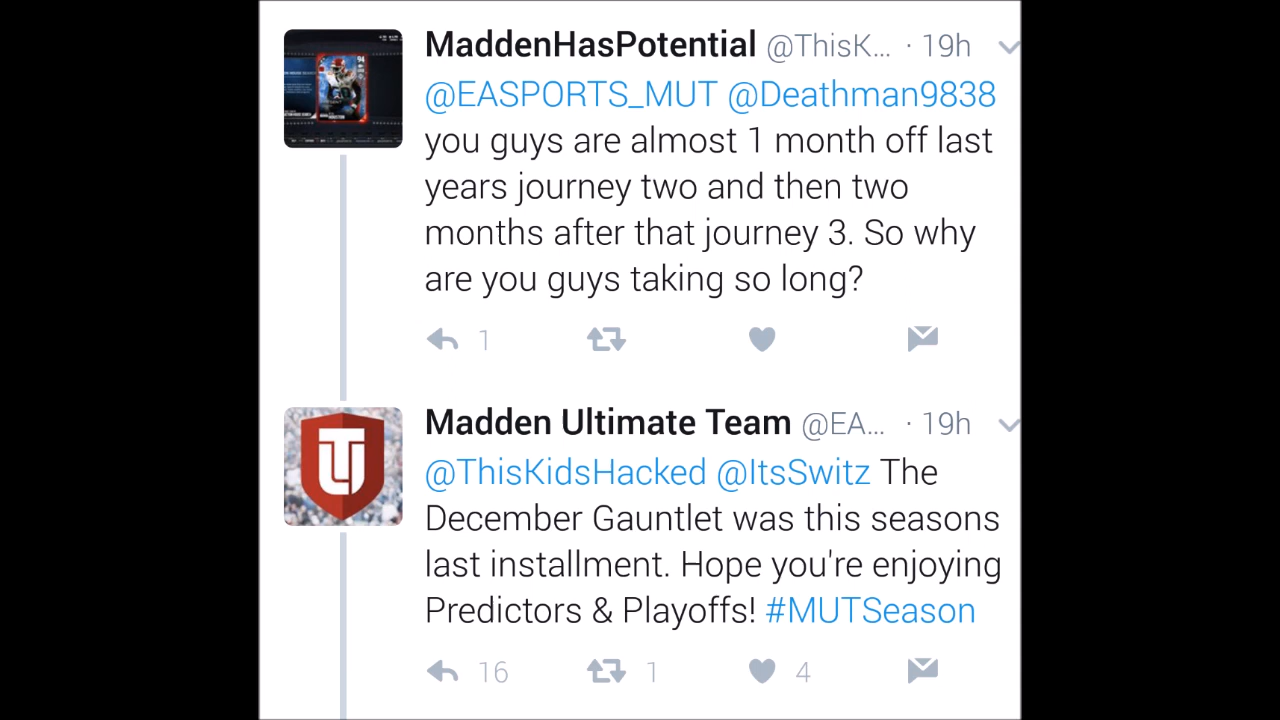 MaddenHasPotential @ThisK... · 19h
@EASPORTS_MUT @Deathman9838
you guys are almost 1 month off last
years journey two and then two
months after that journey 3. So why
are you guys taking so long?
1
Madden Ultimate Team @EA... · 19h
@ThisKidsHacked @ItsSwitz The
December Gauntlet was this seasons
last installment. Hope you're enjoying
Predictors & Playoffs! #MUTSeason
16 1 4